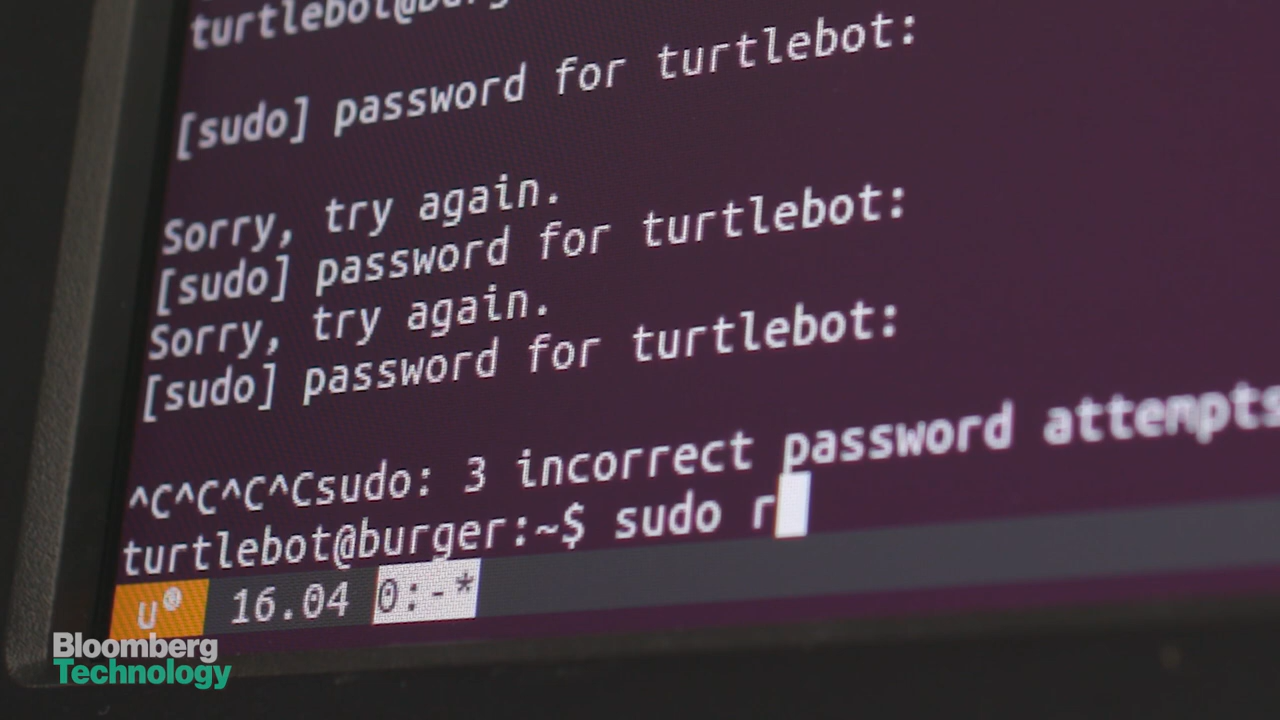 turtlebot@burg
[sudo] password for turtlebot:
Sorry, try again.
[sudo] password for turtlebot:
Sorry, try again.
[sudo] password for turtlebot:
^C^C^C^Csudo: 3 incorrect password attempts
turtlebot@burger:~$ sudo r
u 16.04 0:-*
Bloomberg
Technology